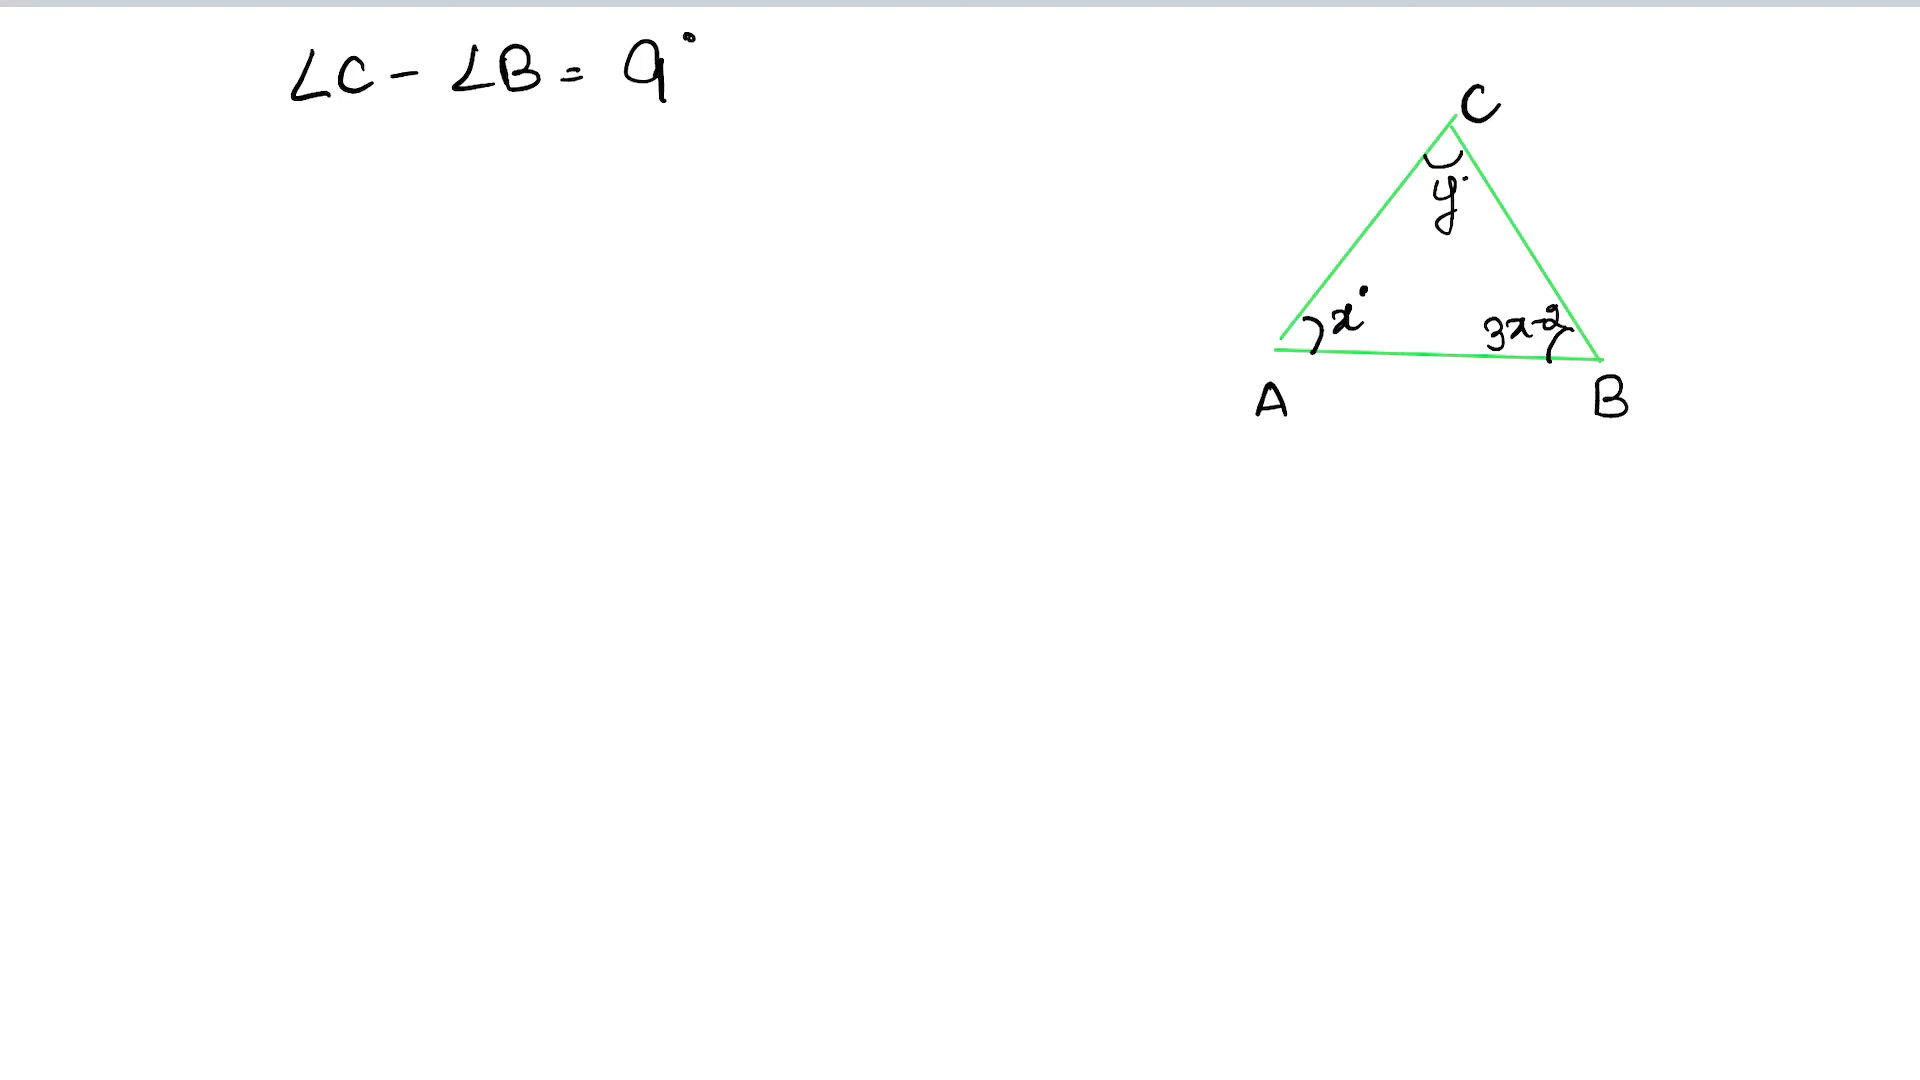 ∠C - ∠B = 9°
C
y°
x°
3x-2
A
B